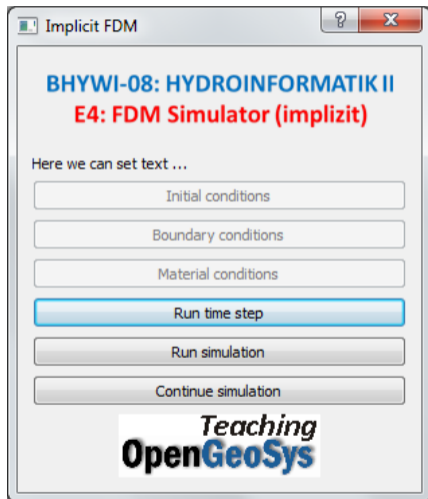 Implicit FDM
BHYWI-08: HYDROINFORMATIK II
E4: FDM Simulator (implizit)
Here we can set text ...
Initial conditions
Boundary conditions
Material conditions
Run time step
Run simulation
Continue simulation
Teaching
OpenGeoSys